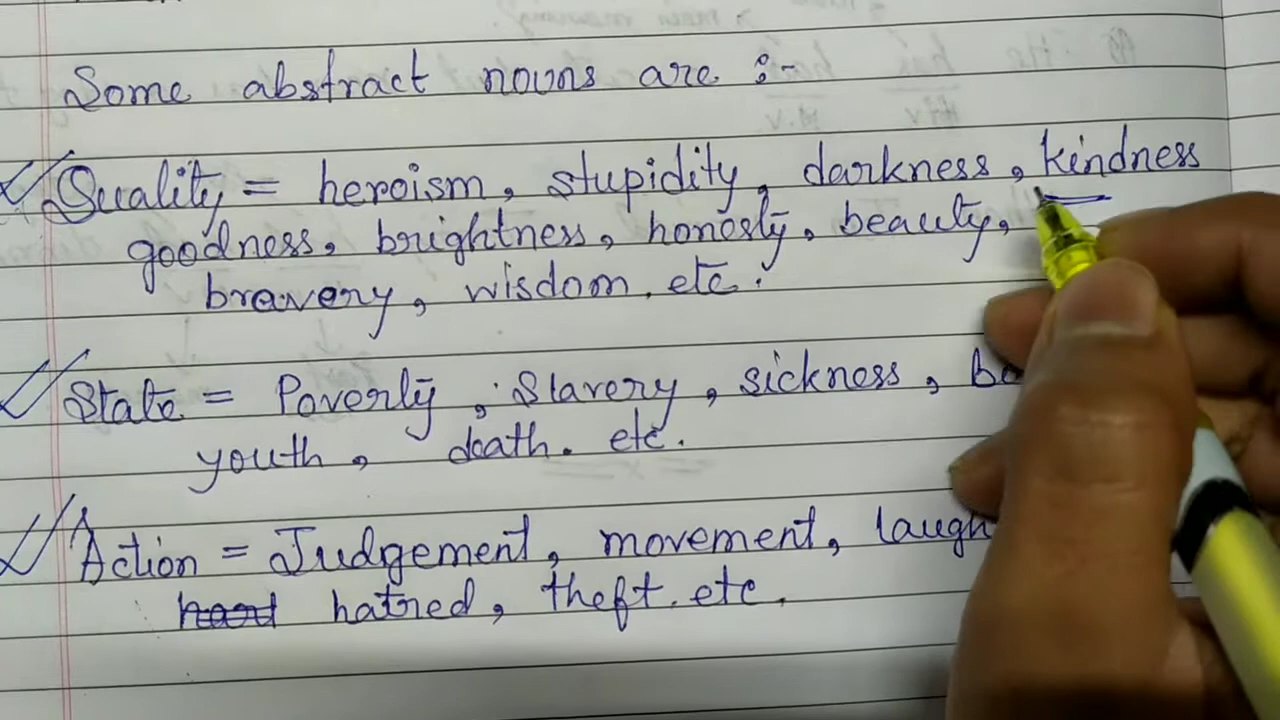 Some abstract nouns are :-
Quality = heroism, stupidity, darkness, kindness
goodness, brightness, honesty, beauty,
bravery, wisdom. etc.
State = Poverty, Slavery, sickness,
youth, death. etc.
Action = Judgement, movement,
hatred, theft. etc.